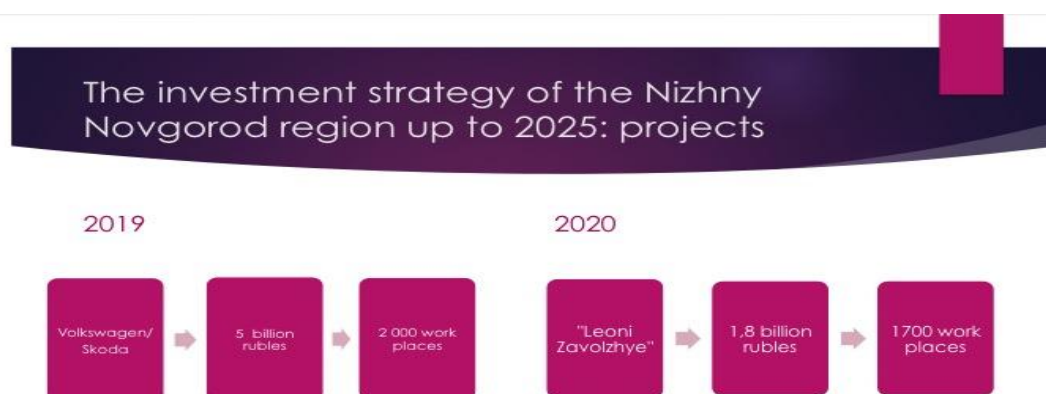 The investment strategy of the Nizhny
Novgorod region up to 2025: projects
2019
Volkswagen/
Skoda
5 billion
rubles
2 000 work
places
2020
"Leoni
Zavolzhye"
1,8 billion
rubles
1700 work
places